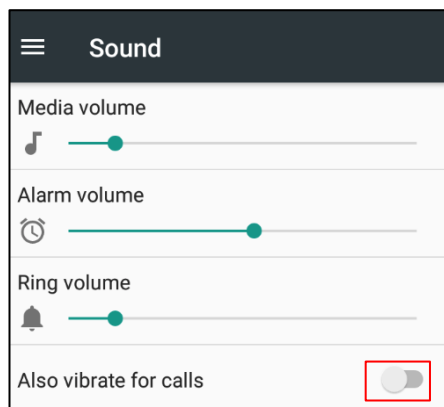 Sound
Media volume
Alarm volume
Ring volume
Also vibrate for calls